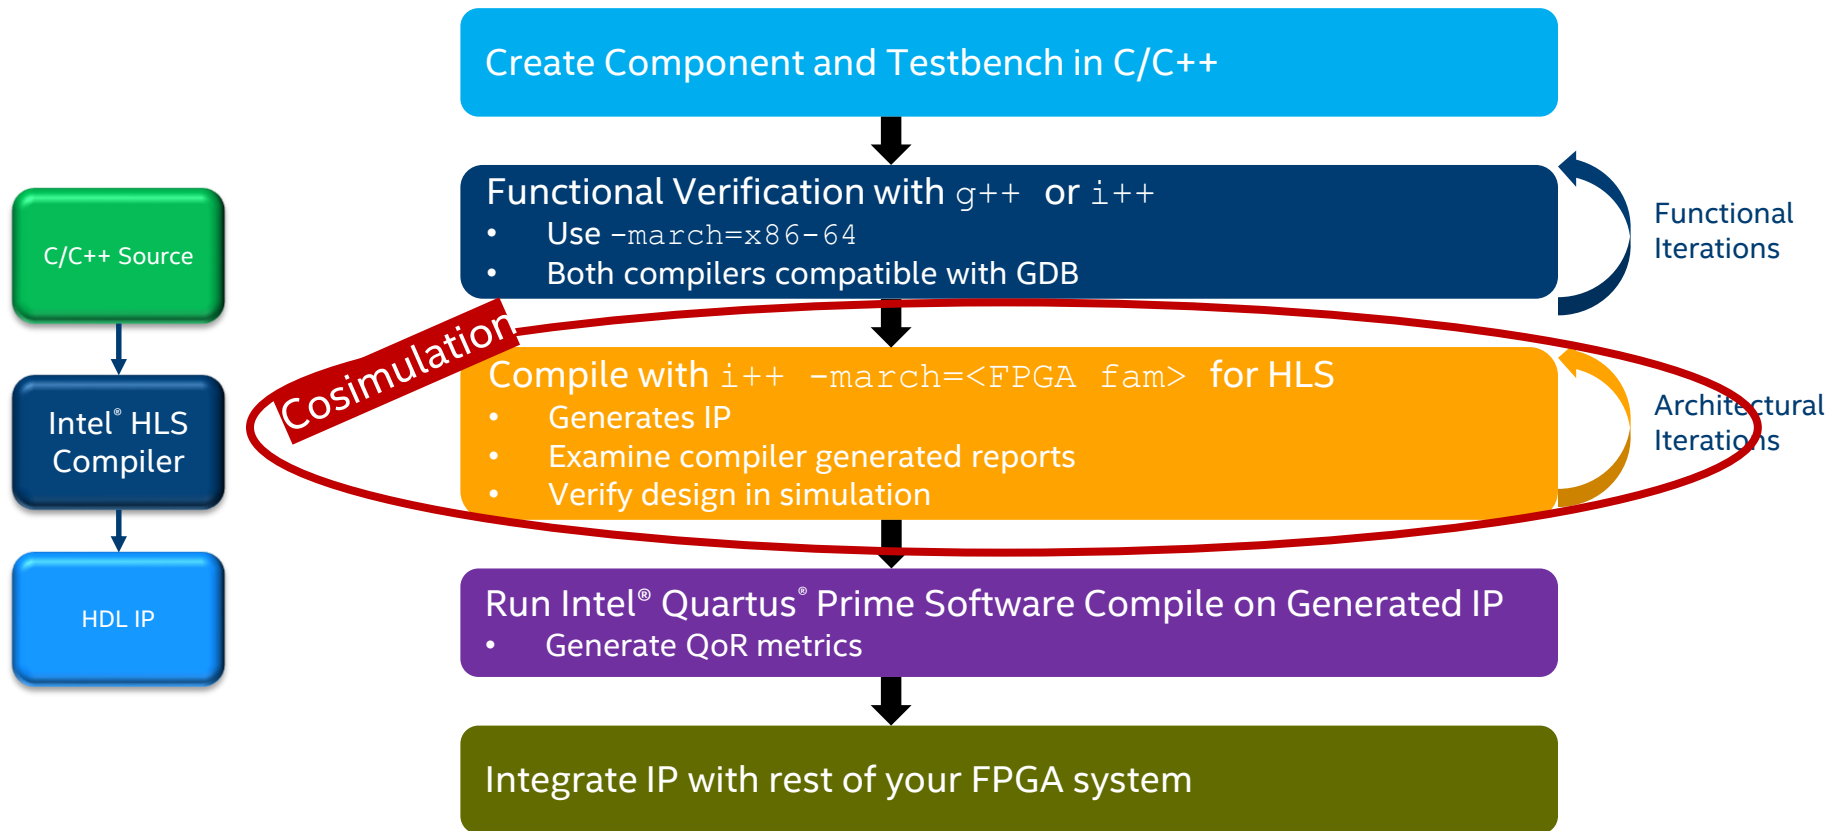 Create Component and Testbench in C/C++
Functional Verification with g++ or i++
• Use -march=x86-64
• Both compilers compatible with GDB
Functional
Iterations
C/C++ Source
Cosimulation
Compile with i++ -march=<FPGA fam> for HLS
• Generates IP
• Examine compiler generated reports
• Verify design in simulation
Architectural
Iterations
Intel® HLS
Compiler
HDL IP
Run Intel® Quartus® Prime Software Compile on Generated IP
• Generate QoR metrics
Integrate IP with rest of your FPGA system